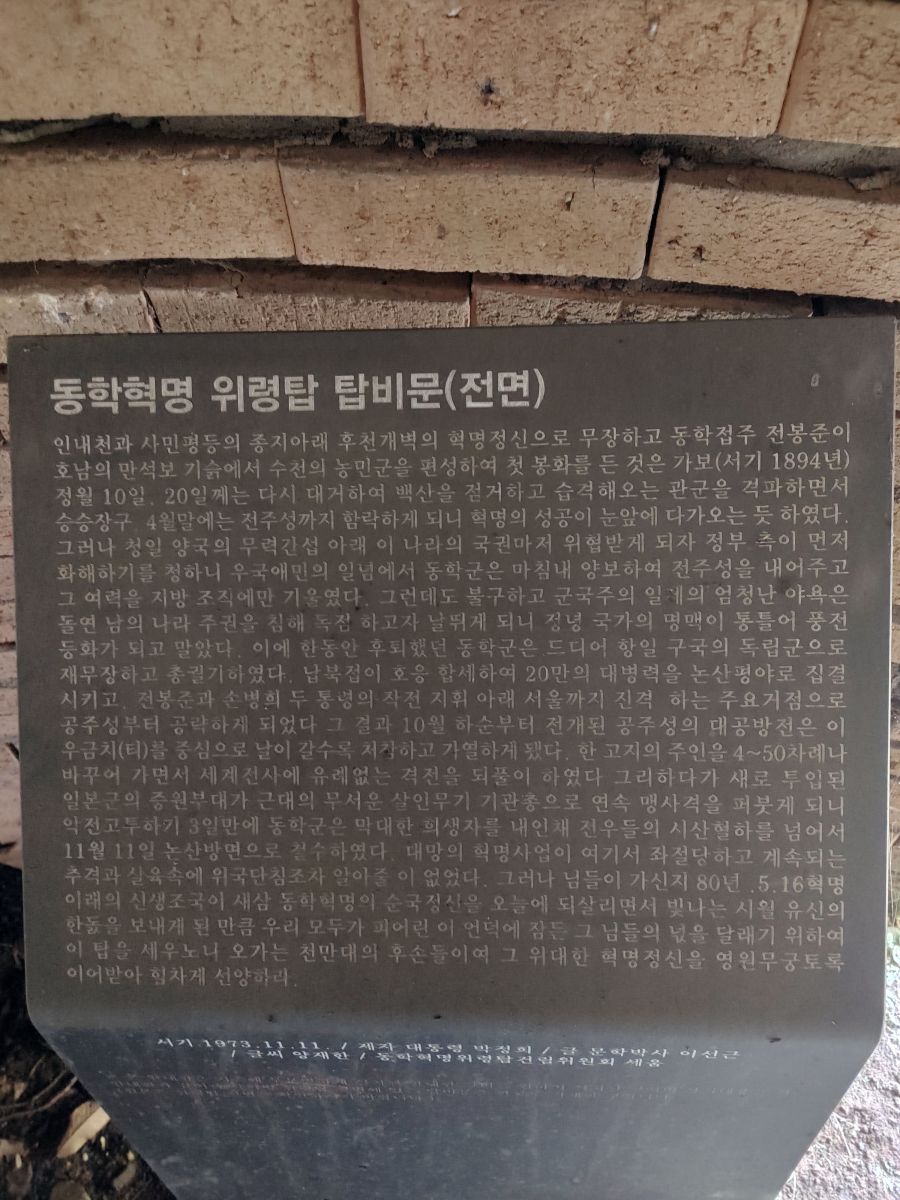 동학혁명 위령탑 탑비문(전면)
인내천과 사민평등의 종지아래 후천개벽의 혁명정신으로 무장하고 동학접주 전봉준이
호남의 만석보 기슭에서 수천의 농민군을 편성하여 첫 봉화를 든 것은 가보(서기 1894년)
정월 10일, 20일께는 다시 대거하여 백산을 점거하고 습격해오는 관군을 격파하면서
승승장구, 4월말에는 전주성까지 함락하게 되니 혁명의 성공이 눈앞에 다가오는 듯 하였다.
그러나 청일 양국의 무력간섭 아래 이 나라의 국권마저 위협받게 되자 정부 측이 먼저
화해하기를 청하니 우국애민의 일념에서 동학군은 마침내 양보하여 전주성을 내어주고
그 여력을 지방 조직에만 기울였다. 그런데도 불구하고 군국주의 일제의 엄청난 야욕은
돌연 남의 나라 주권을 침해 독점 하고자 날뛰게 되니 정녕 국가의 명맥이 통틀어 풍전
등화가 되고 말았다. 이에 한동안 후퇴했던 동학군은 드디어 항일 구국의 독립군으로
재무장하고 총궐기하였다. 남북접이 호응 합세하여 20만의 대병력을 논산평야로 집결
시키고, 전봉준과 손병희 두 통령의 작전 지휘 아래 서울까지 진격 하는 주요거점으로
공주성부터 공략하게 되었다 그 결과 10월 하순부터 전개된 공주성의 대공방전은 이
우금치(티)를 중심으로 날이 갈수록 처참하고 가열하게 됐다. 한 고지의 주인을 4~50차례나
바꾸어 가면서 세계전사에 유례없는 격전을 되풀이 하였다 그리하다가 새로 투입된
일본군의 증원부대가 근대의 무서운 살인무기 기관총으로 연속 맹사격을 퍼붓게 되니
악전고투하기 3일만에 동학군은 막대한 희생자를 내인채 전우들의 시산혈하를 넘어서
11월 11일 논산방면으로 철수하였다. 대망의 혁명사업이 여기서 좌절당하고 계속되는
추격과 살육속에 위국단침조차 알아줄 이 없었다. 그러나 님들이 가신지 80년 .5.16혁명
이래의 신생조국이 새삼 동학혁명의 순국정신을 오늘에 되살리면서 빛나는 시월 유신의
한돐을 보내게 된 만큼 우리 모두가 피어린 이 언덕에 잠든 그 님들의 넋을 달래기 위하여
이 탑을 세우노니 오가는 천만대의 후손들이여 그 위대한 혁명정신을 영원무궁토록
이어받아 힘차게 선양하라.
서기 1973.11.11. / 제자 대통령 박정희 / 글 문학박사 이선근
/ 글씨 양재한 / 동학혁명위령탑건립위원회 세움